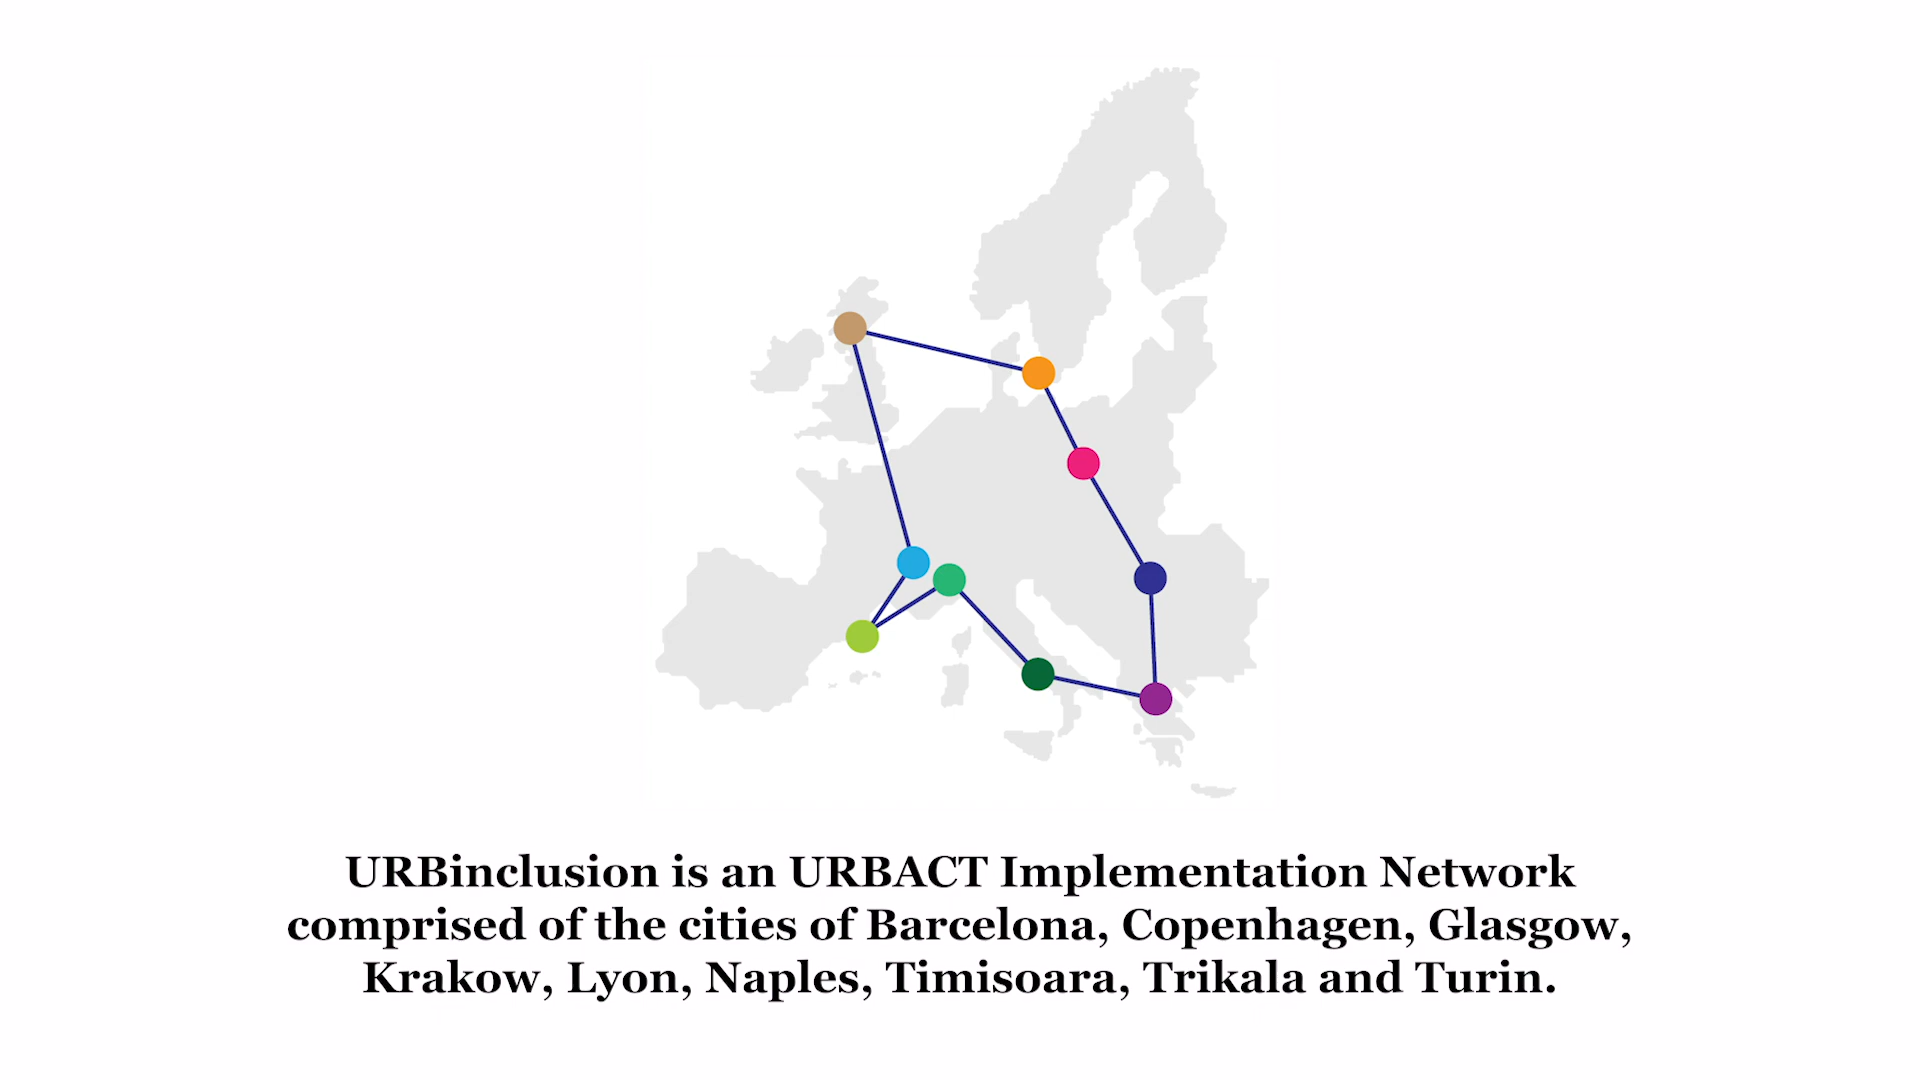 URBinclusion is an URBACT Implementation Network
comprised of the cities of Barcelona, Copenhagen, Glasgow,
Krakow, Lyon, Naples, Timisoara, Trikala and Turin.